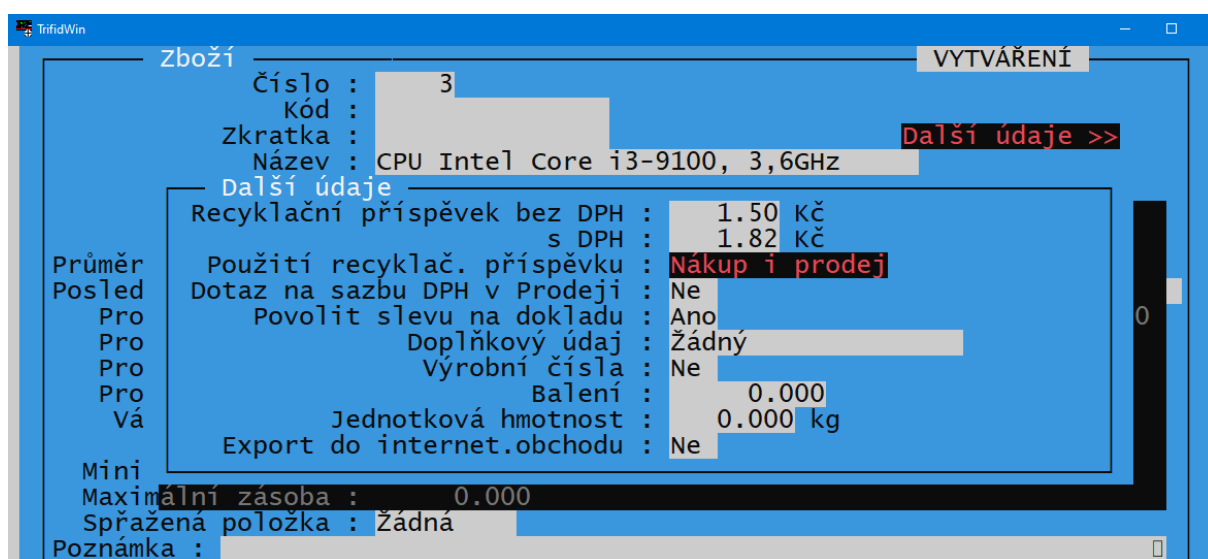 TrifidWin
Zboží VYTVÁŘENÍ
Číslo : 3
Kód :
Zkratka : Další údaje >>
Název : CPU Intel Core i3-9100, 3,6GHz
Další údaje
Recyklační příspěvek bez DPH : 1.50 Kč
s DPH : 1.82 Kč
Průměr Použití recyklač. příspěvku : Nákup i prodej
Posled Dotaz na sazbu DPH v Prodeji : Ne
Pro Povolit slevu na dokladu : Ano 0
Pro Doplňkový údaj : Žádný
Pro Výrobní čísla : Ne
Pro Balení : 0.000
Vá Jednotková hmotnost : 0.000 kg
Export do internet.obchodu : Ne
Mini
Maximální zásoba : 0.000
Spřažená položka : Žádná
Poznámka :